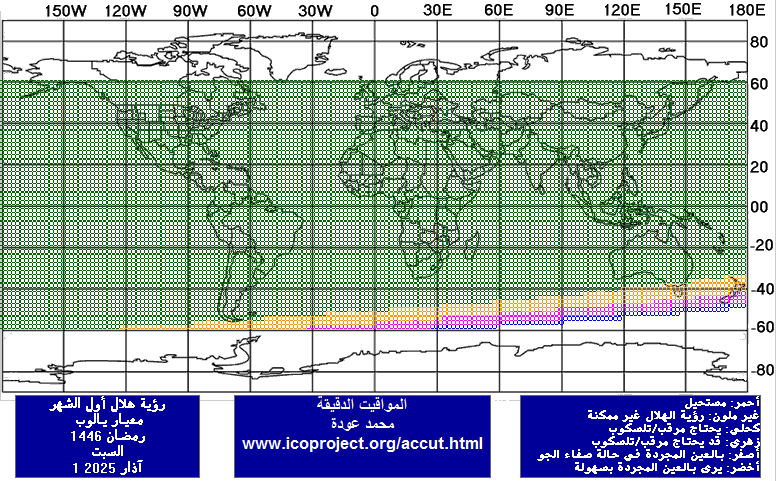 150W 120W 90W 60W 30W 0 30E 60E 90E 120E 150E 180E
80
60
40
20
00
-20
-40
-60
-80
رؤية هلال أول الشهر
معيار يالوب
رمضان 1446
السبت
1 آذار 2025
المواقيت الدقيقة
محمد عودة
www.icoproject.org/accut.html
أحمر: مستحيل
غير ملون: رؤية الهلال غير ممكنة
كحلي: يحتاج مرقب/تلسكوب
زهري: قد يحتاج مرقب/تلسكوب
أصفر: بالعين المجردة في حالة صفاء الجو
أخضر: يرى بالعين المجردة بصهولة